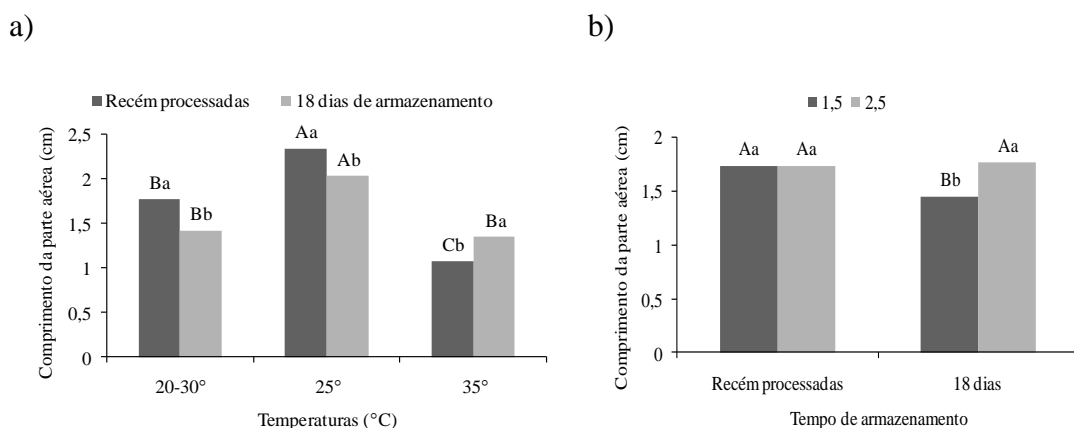 a)
b)
Recém processadas 18 dias de armazenamento
Comprimento da parte aérea (cm)
2,5
2
1,5
1
0,5
0
Ba
Bb
Aa
Ab
Cb
Ba
20-30°
25°
35°
Temperaturas (°C)
1,5 2,5
Comprimento da parte aérea (cm)
2
1,5
1
0,5
0
Aa
Aa
Bb
Aa
Recém processadas
18 dias
Tempo de armazenamento